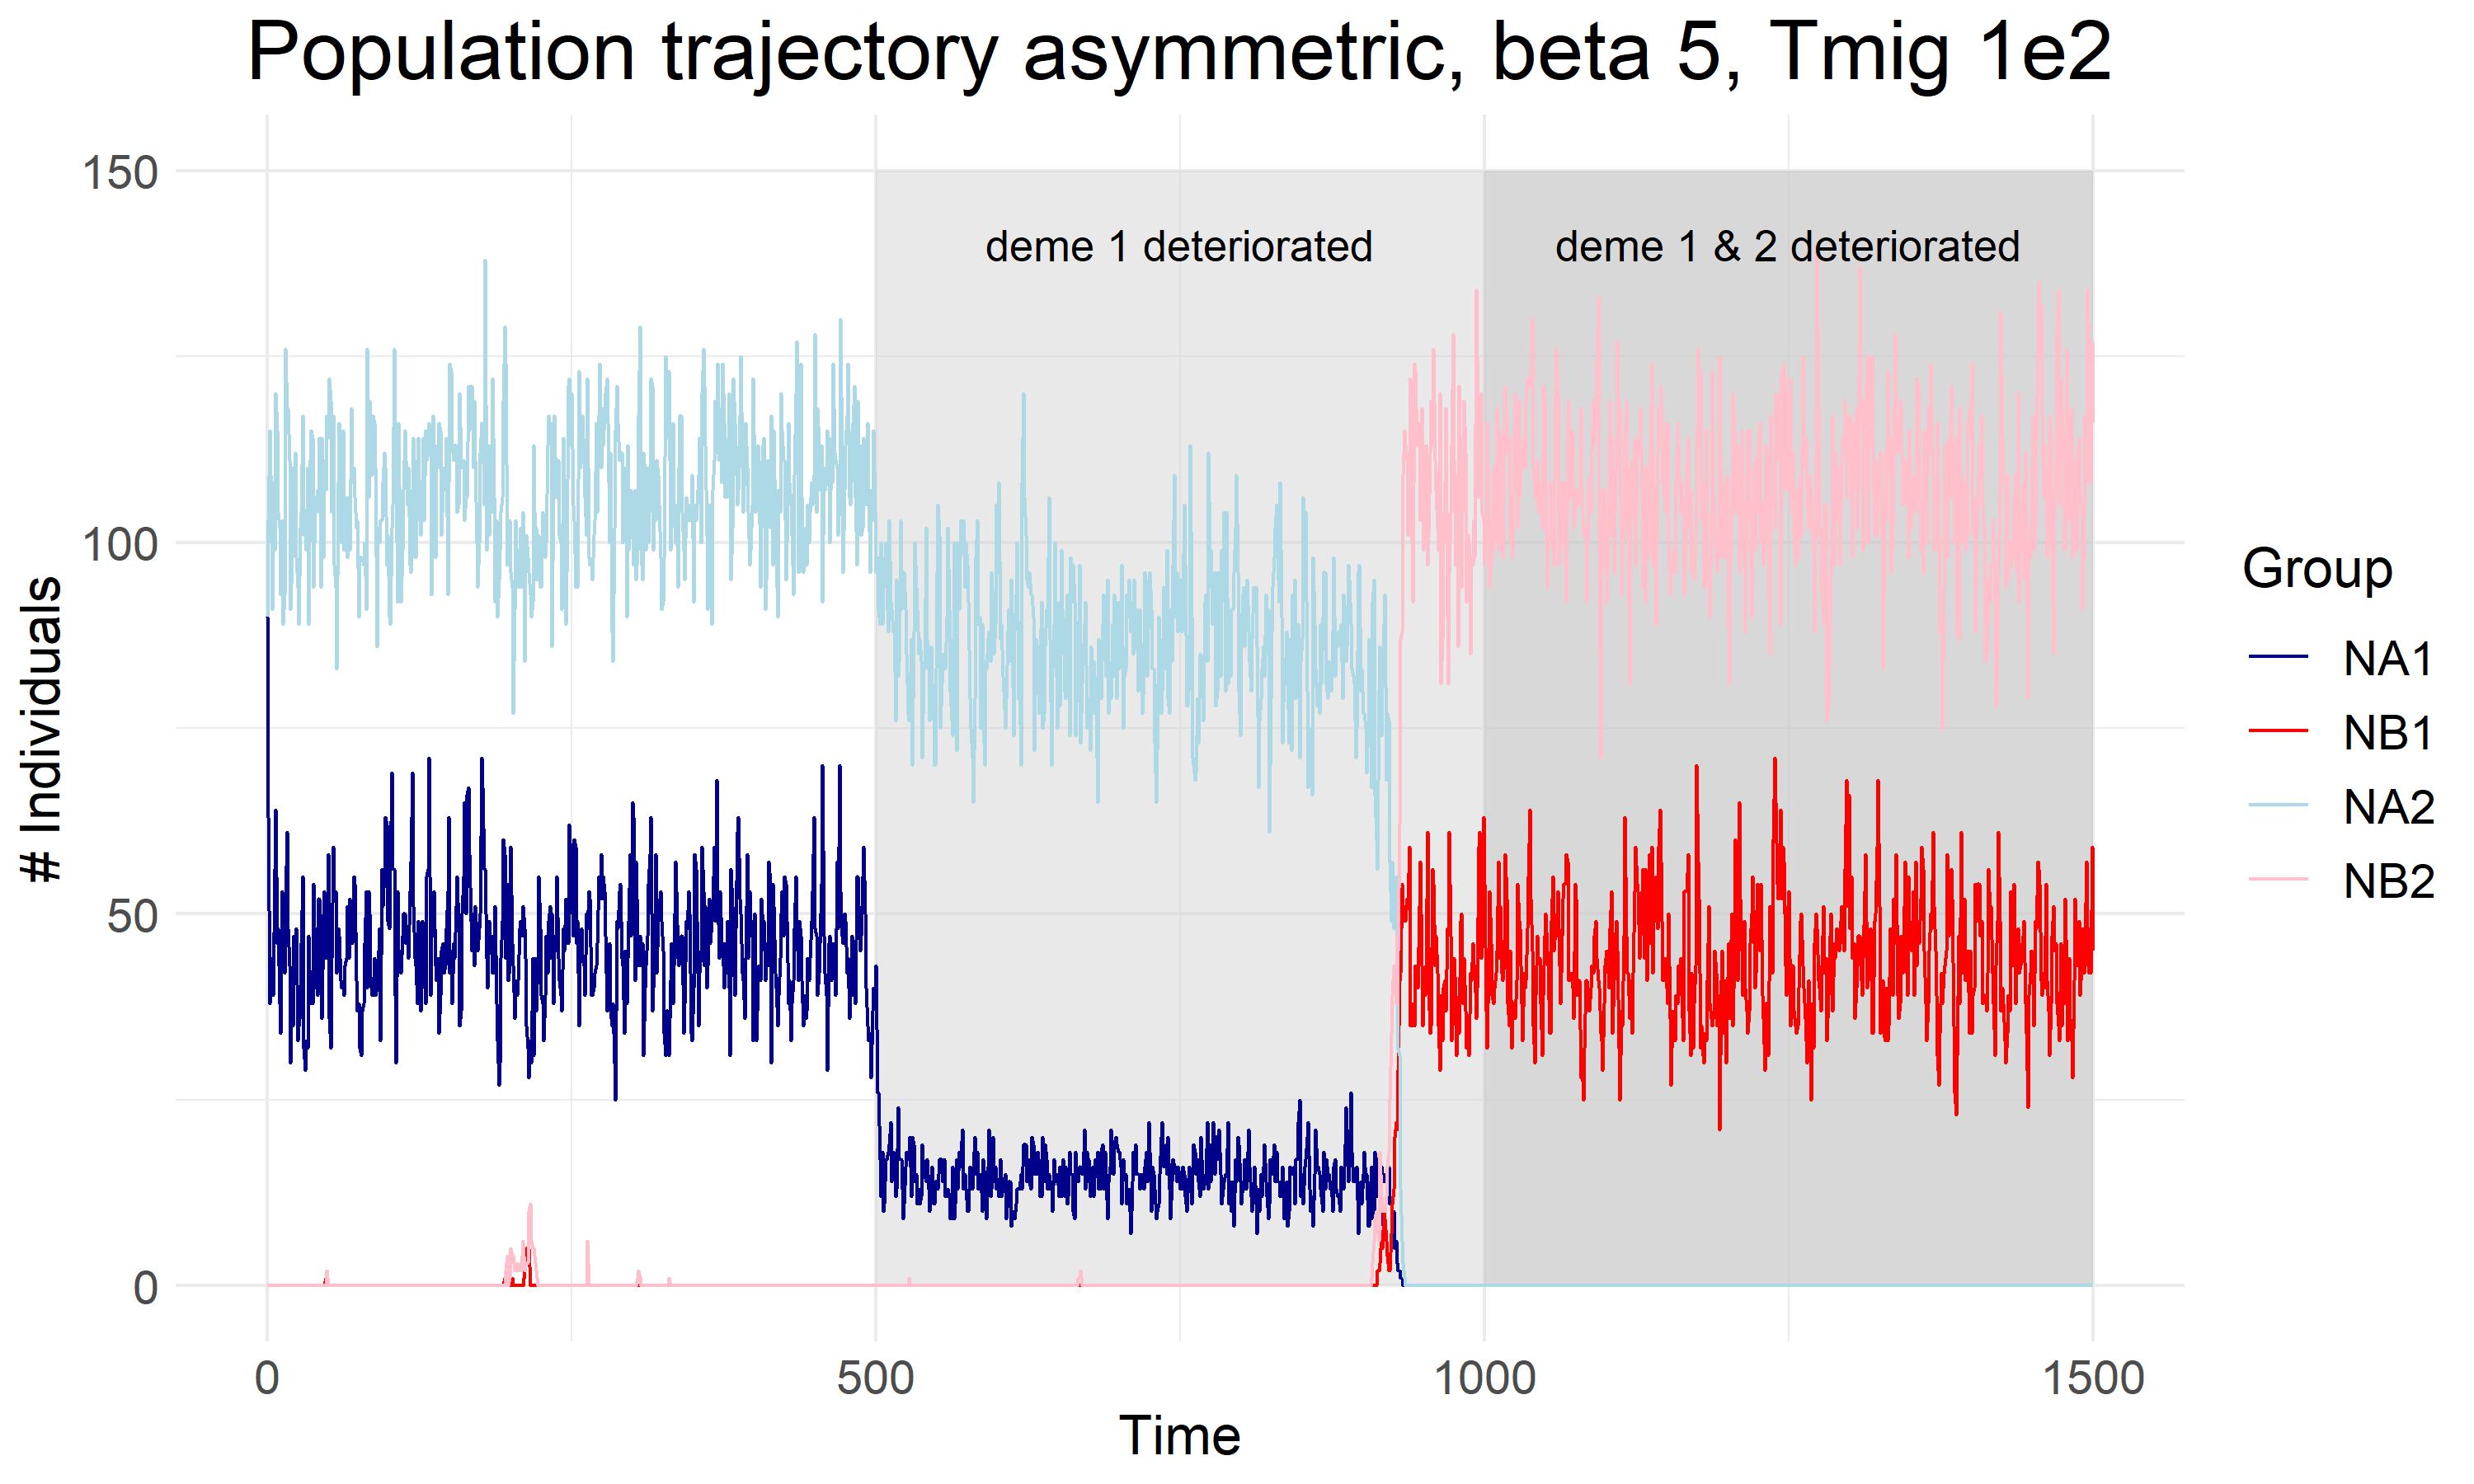 Population trajectory asymmetric, beta 5, Tmig 1e2
150
deme 1 deteriorated
deme 1 & 2 deteriorated
100
# Individuals
Group
NA1
NB1
NA2
NB2
50
0
0
500
1000
1500
Time